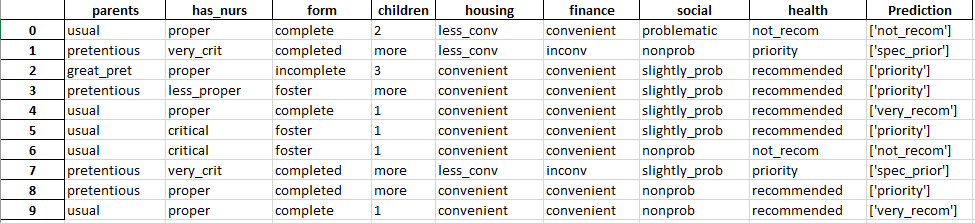 parents has_nurs form children housing finance social health Prediction
0 usual proper complete 2 less_conv convenient problematic not_recom ['not_recom']
1 pretentious very_crit completed more less_conv inconv nonprob priority ['spec_prior']
2 great_pret proper incomplete 3 convenient convenient slightly_prob recommended ['priority']
3 pretentious less_proper foster more convenient convenient slightly_prob recommended ['priority']
4 usual proper complete 1 convenient convenient slightly_prob recommended ['very_recom']
5 usual critical foster 1 convenient convenient slightly_prob recommended ['priority']
6 usual critical foster 1 convenient convenient nonprob not_recom ['not_recom']
7 pretentious very_crit completed more less_conv inconv slightly_prob priority ['spec_prior']
8 pretentious proper completed more convenient convenient nonprob recommended ['priority']
9 usual proper complete 1 convenient convenient nonprob recommended ['very_recom']